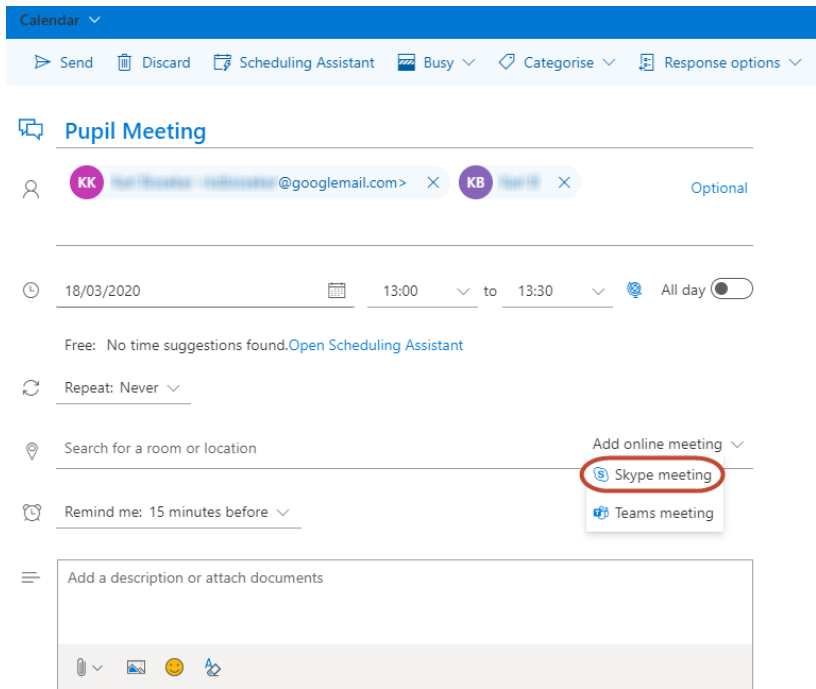 Calendar
Send Discard Scheduling Assistant Busy Categorise Response options
Pupil Meeting
KK @googlemail.com> KB
Optional
18/03/2020 13:00 to 13:30 All day
Free: No time suggestions found.Open Scheduling Assistant
Repeat: Never
Search for a room or location Add online meeting
Skype meeting
Remind me: 15 minutes before Teams meeting
Add a description or attach documents